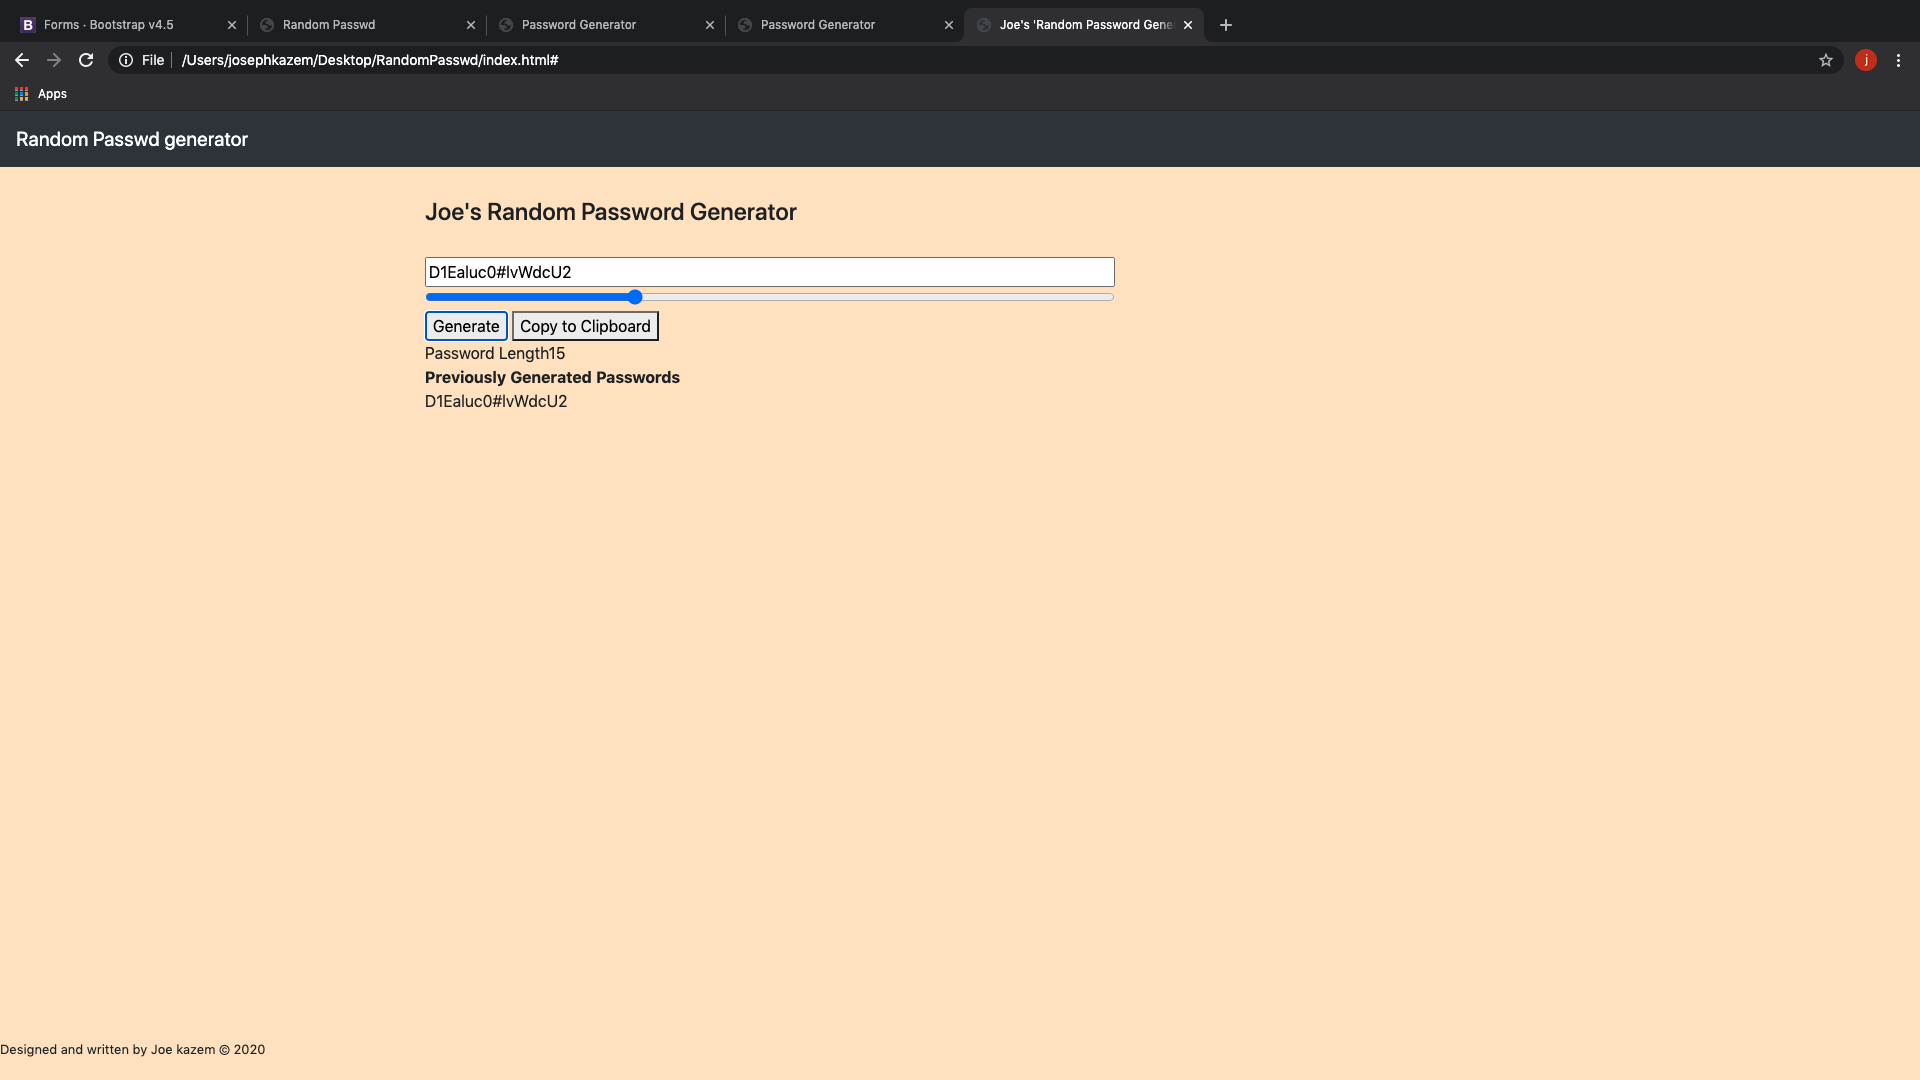 Forms · Bootstrap v4.5
Random Passwd
Password Generator
Password Generator
Joe's 'Random Password Gene
File
/Users/josephkazem/Desktop/RandomPasswd/index.html#
j
Apps
Random Passwd generator
Joe's Random Password Generator
D1Ealuc0#lvWdcU2
Generate
Copy to Clipboard
Password Length15
Previously Generated Passwords
D1Ealuc0#lvWdcU2
Designed and written by Joe kazem © 2020